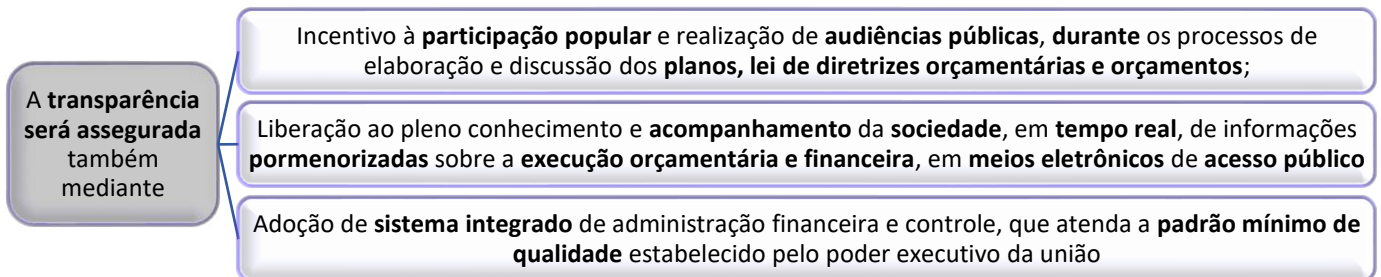 A transparência
será assegurada
também
mediante
Incentivo à participação popular e realização de audiências públicas, durante os processos de
elaboração e discussão dos planos, lei de diretrizes orçamentárias e orçamentos;
Liberação ao pleno conhecimento e acompanhamento da sociedade, em tempo real, de informações
pormenorizadas sobre a execução orçamentária e financeira, em meios eletrônicos de acesso público
Adoção de sistema integrado de administração financeira e controle, que atenda a padrão mínimo de
qualidade estabelecido pelo poder executivo da união